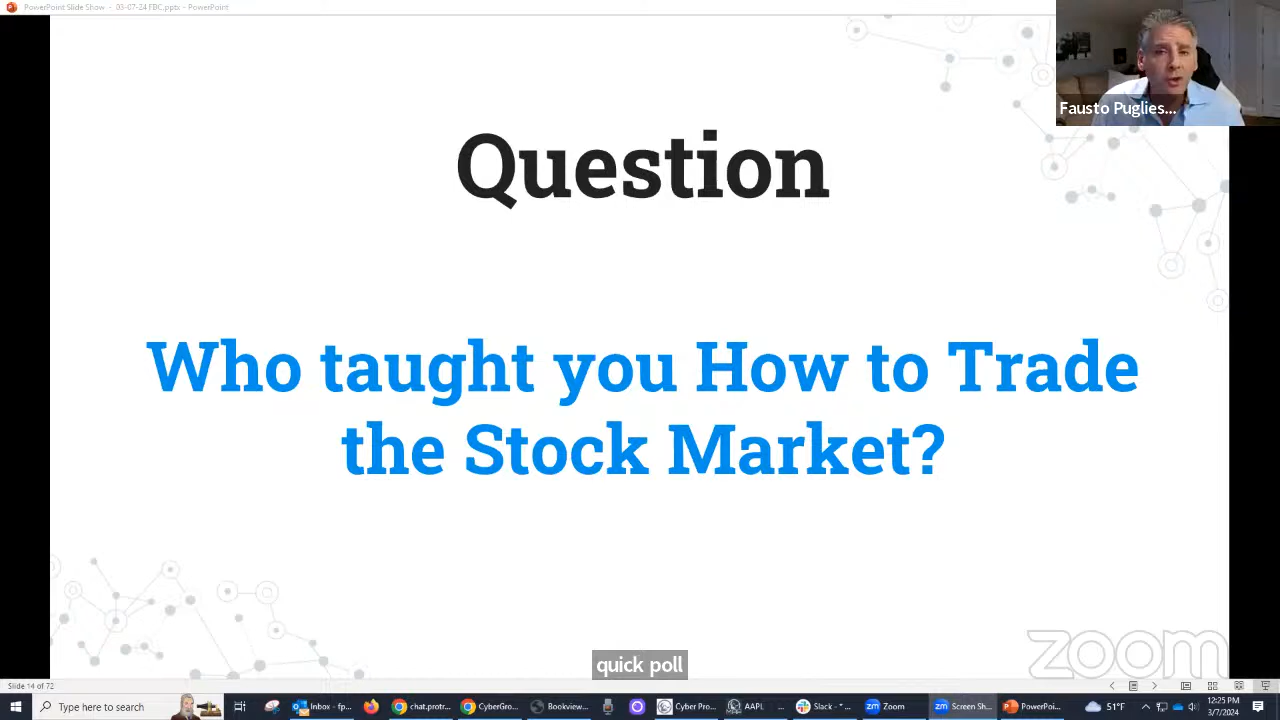 PowerPoint Slide Show - 03-07-24 FBC.pptx - PowerPoint
Fausto Puglies...
Question
Who taught you How to Trade
the Stock Market?
quick poll
zoom
Slide 14 of 72
Type here to search
Inbox - fp...
chat.protr...
CyberGro...
Bookview...
Cyber Pro...
AAPL
Slack - * ...
Zoom
Screen Sh...
PowerPoi...
51°F
12:25 PM
3/7/2024